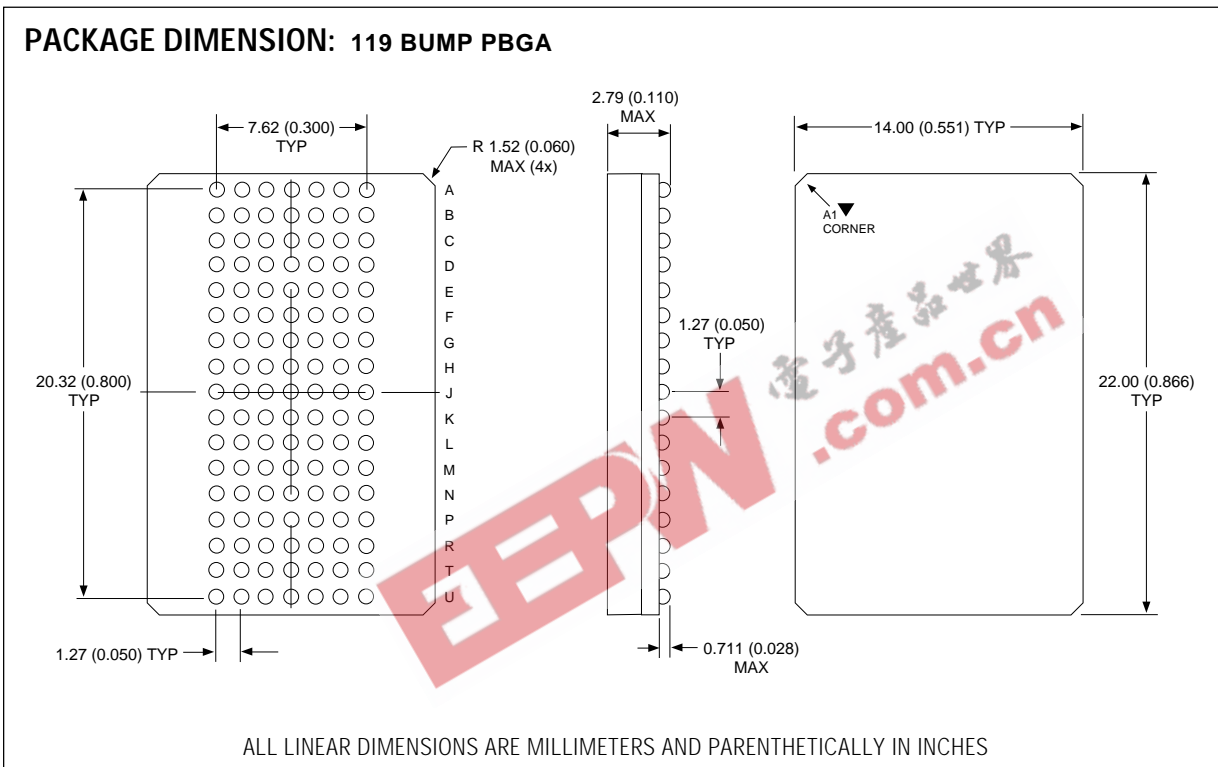 PACKAGE DIMENSION: 119 BUMP PBGA
7.62 (0.300)
TYP
R 1.52 (0.060)
MAX (4x)
2.79 (0.110)
MAX
14.00 (0.551) TYP
A
B
C
D
E
F
G
H
J
K
L
M
N
P
R
T
U
20.32 (0.800)
TYP
1.27 (0.050) TYP
1.27 (0.050)
TYP
0.711 (0.028)
MAX
A1
CORNER
22.00 (0.866)
TYP
電子產品世界
EEPW
.com.cn
ALL LINEAR DIMENSIONS ARE MILLIMETERS AND PARENTHETICALLY IN INCHES